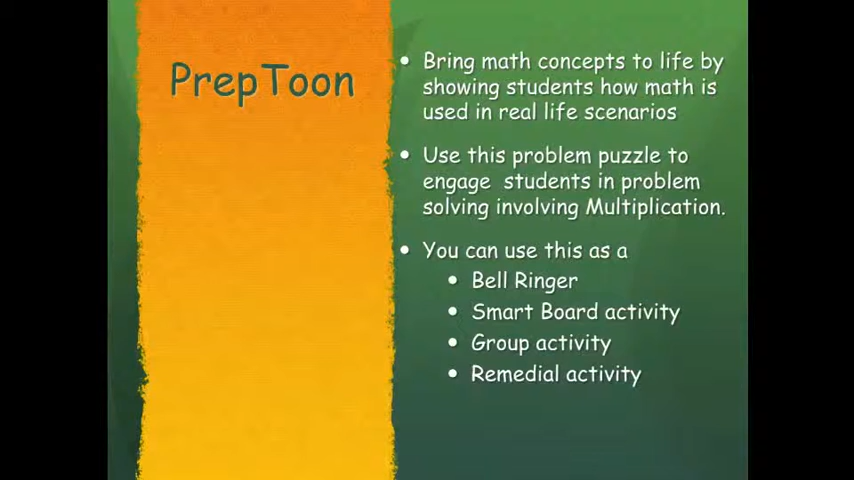 PrepToon
• Bring math concepts to life by
showing students how math is
used in real life scenarios
• Use this problem puzzle to
engage students in problem
solving involving Multiplication.
• You can use this as a
• Bell Ringer
• Smart Board activity
• Group activity
• Remedial activity